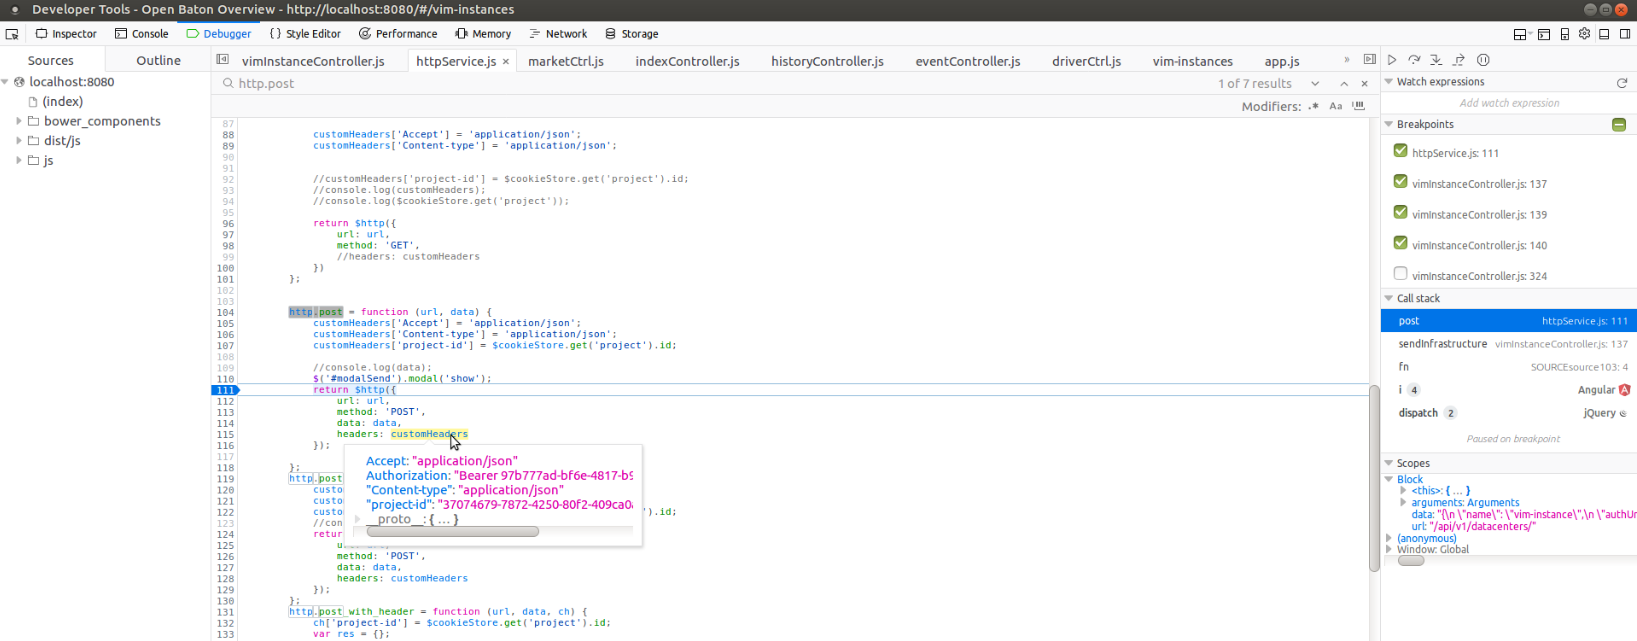 Developer Tools - Open Baton Overview - http://localhost:8080/#/vim-instances
Inspector Console Debugger {} Style Editor Performance Memory Network Storage
Sources Outline
localhost:8080
(index)
bower_components
dist/js
js
vimInstanceController.js httpService.js × marketCtrl.js indexController.js historyController.js eventController.js driverCtrl.js vim-instances app.js »
http.post 1 of 7 results
Modifiers: .* Aa
87
88 customHeaders['Accept'] = 'application/json';
89 customHeaders['Content-type'] = 'application/json';
90
91
92 //customHeaders['project-id'] = $cookieStore.get('project').id;
93 //console.log(customHeaders);
94 //console.log($cookieStore.get('project'));
95
96 return $http({
97 url: url,
98 method: 'GET',
99 //headers: customHeaders
100 })
101 };
102
103
104 http.post = function (url, data) {
105 customHeaders['Accept'] = 'application/json';
106 customHeaders['Content-type'] = 'application/json';
107 customHeaders['project-id'] = $cookieStore.get('project').id;
108
109 //console.log(data);
110 $('#modalSend').modal('show');
111 return $http({
112 url: url,
113 method: 'POST',
114 data: data,
115 headers: customHeaders
116 });
117
118 };
119 http.post
120 custo
121 custo
122 custo ').id;
123 //con
124 retur
125 u
126 method: 'POST',
127 data: data,
128 headers: customHeaders
129 });
130 };
131 http.post_with_header = function (url, data, ch) {
132 ch['project-id'] = $cookieStore.get('project').id;
133 var res = {};
Accept: "application/json"
Authorization: "Bearer 97b777ad-bf6e-4817-b9
"Content-type": "application/json"
"project-id": "37074679-7872-4250-80f2-409ca0a
__proto__: { … }
Watch expressions
Add watch expression
Breakpoints
httpService.js: 111
vimInstanceController.js: 137
vimInstanceController.js: 139
vimInstanceController.js: 140
vimInstanceController.js: 324
Call stack
post httpService.js: 111
sendInfrastructure vimInstanceController.js: 137
fn SOURCEsource103: 4
i 4 Angular
dispatch 2 jQuery
Paused on breakpoint
Scopes
Block
<this>: { … }
arguments: Arguments
data: "{\n \"name\": \"vim-instance\",\n \"authUr
url: "/api/v1/datacenters/"
(anonymous)
Window: Global